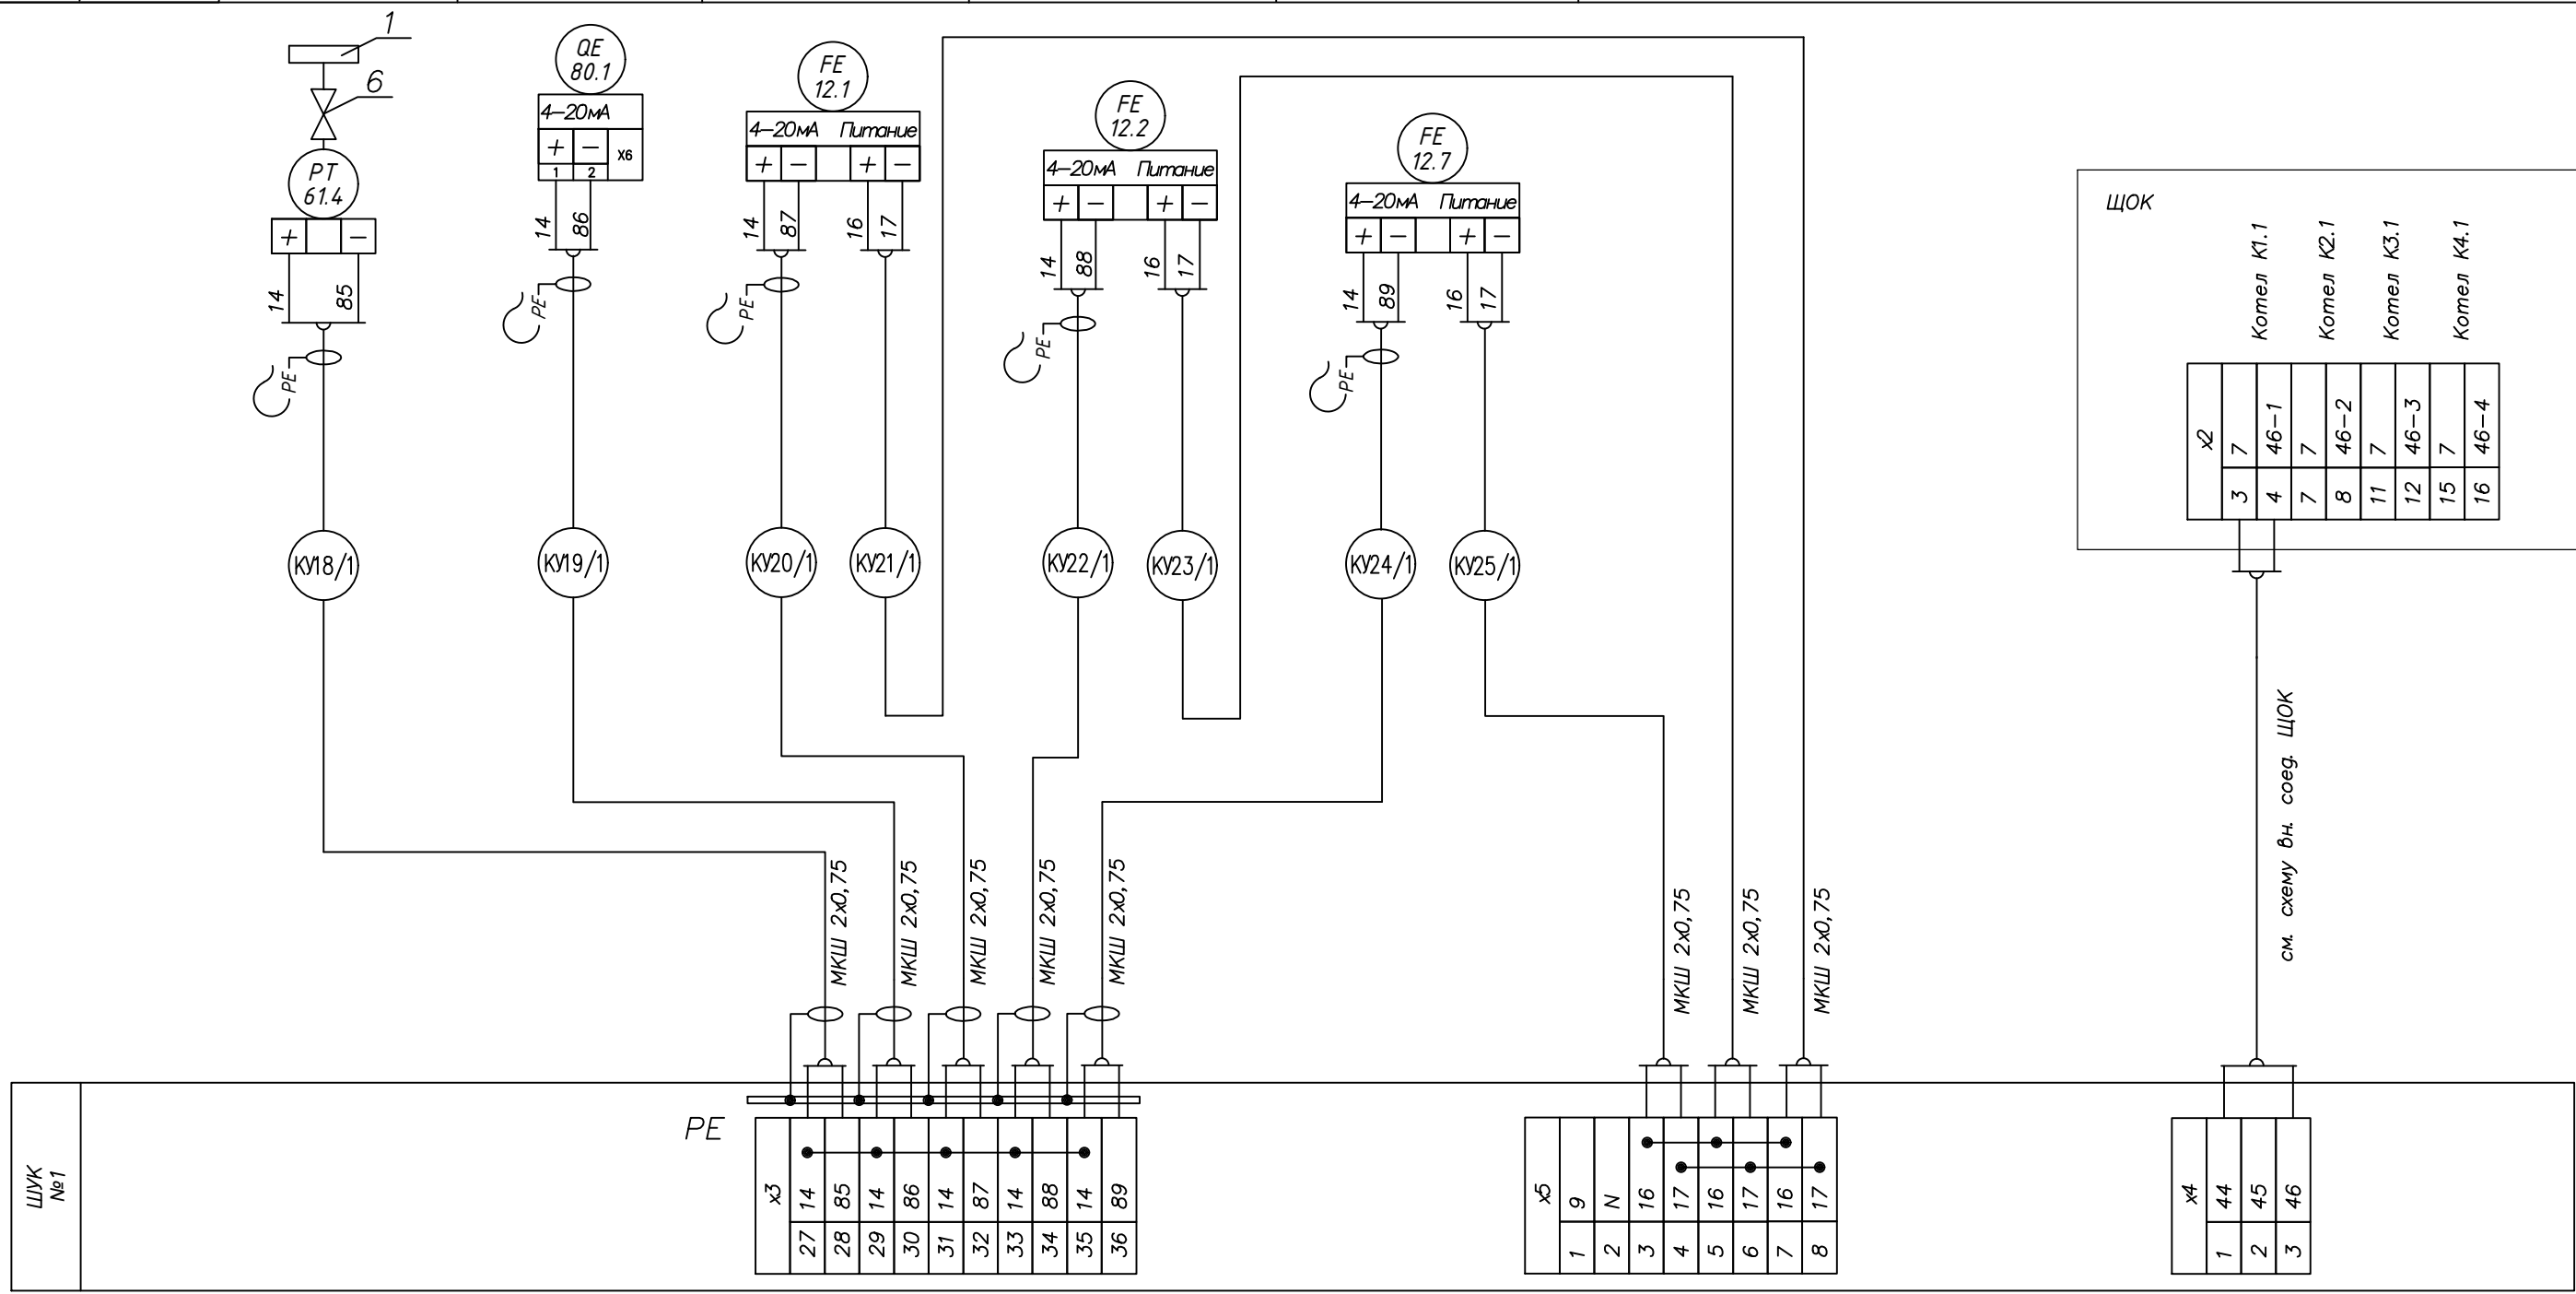 1
6
PT
61.4
+ −
14 85
PE
КУ18/1
QE
80.1
4−20мА
+ − X6
1 2
14 86
PE
КУ19/1
FE
12.1
4−20мА Питание
+ − + −
14 87 16 17
PE
КУ20/1 КУ21/1
FE
12.2
4−20мА Питание
+ − + −
14 88 16 17
PE
КУ22/1 КУ23/1
FE
12.7
4−20мА Питание
+ − + −
14 89 16 17
PE
КУ24/1 КУ25/1
ЩОК
Котел К1.1
Котел К2.1
Котел К3.1
Котел К4.1
х2 7 46−1 7 46−2 7 46−3 7 46−4
3 4 7 8 11 12 15 16
см. схему вн. соед. ЩОК
МКШ 2х0,75
МКШ 2х0,75
МКШ 2х0,75
МКШ 2х0,75
МКШ 2х0,75
МКШ 2х0,75
МКШ 2х0,75
МКШ 2х0,75
ШУК
№1
PE
х3 14 85 14 86 14 87 14 88 14 89
27 28 29 30 31 32 33 34 35 36
х5 9 N 16 17 16 17 16 17
1 2 3 4 5 6 7 8
х4 44 45 46
1 2 3